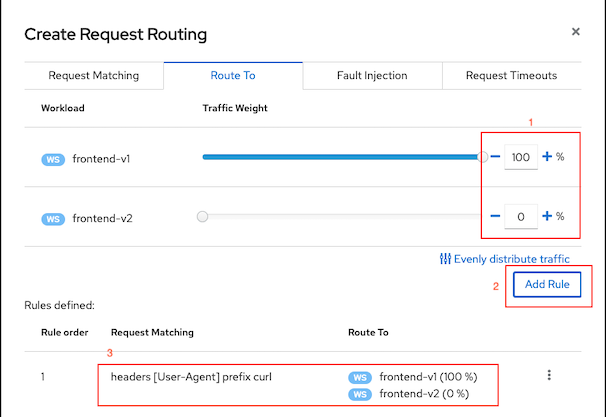 Create Request Routing ×
Request Matching Route To Fault Injection Request Timeouts
Workload Traffic Weight
1
WS frontend-v1 − 100 + %
WS frontend-v2 − 0 + %
Evenly distribute traffic
2 Add Rule
Rules defined:
Rule order Request Matching Route To
3
1 headers [User-Agent] prefix curl WS frontend-v1 (100 %)
WS frontend-v2 (0 %)